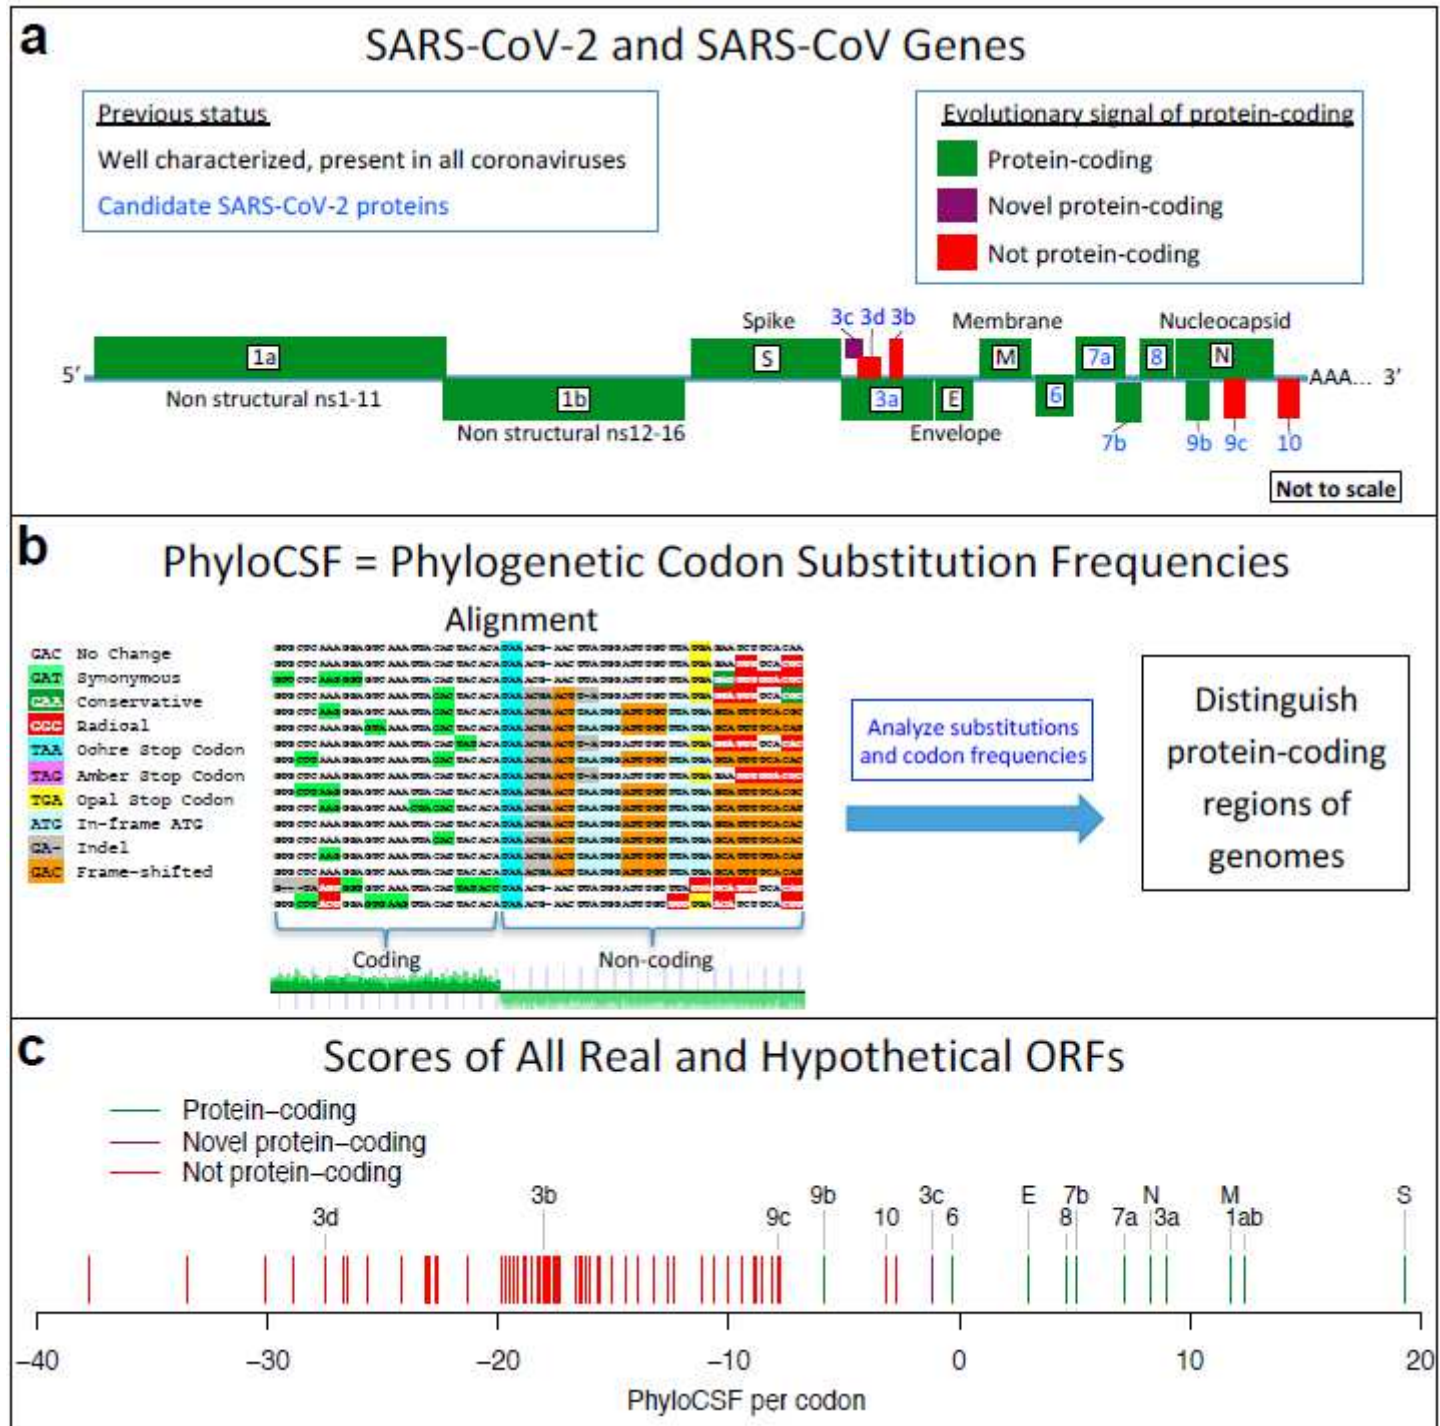 a
SARS-CoV-2 and SARS-CoV Genes
Previous status
Well characterized, present in all coronaviruses
Candidate SARS-CoV-2 proteins
Evolutionary signal of protein-coding
Protein-coding
Novel protein-coding
Not protein-coding
Spike 3c 3d 3b Membrane Nucleocapsid
1a S M 7a 8 N
5′ AAA... 3′
Non structural ns1-11 1b 3a E 6
Non structural ns12-16 Envelope 7b 9b 9c 10
Not to scale
b
PhyloCSF = Phylogenetic Codon Substitution Frequencies
Alignment
GAC No Change
GAT Synonymous
GAA Conservative
GGC Radical
TAA Ochre Stop Codon
TAG Amber Stop Codon
TGA Opal Stop Codon
ATG In-frame ATG
GA- Indel
GAC Frame-shifted
Coding Non-coding
Analyze substitutions
and codon frequencies
Distinguish
protein-coding
regions of
genomes
c
Scores of All Real and Hypothetical ORFs
Protein–coding
Novel protein–coding
Not protein–coding
3b 9b 3c E 7b N M S
3d 9c 10 6 8 7a 3a 1ab
–40 –30 –20 –10 0 10 20
PhyloCSF per codon